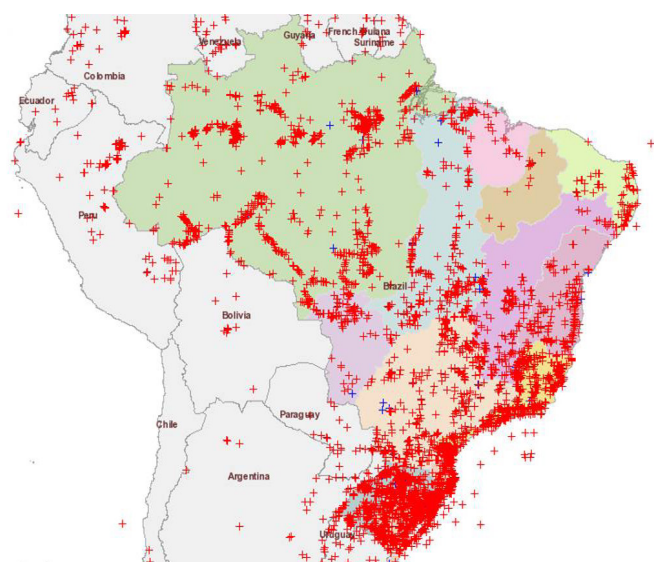 Venezuela
Guyana
French Guiana
Suriname
Colombia
Ecuador
Peru
Brazil
Bolivia
Paraguay
Chile
Argentina
Uruguay